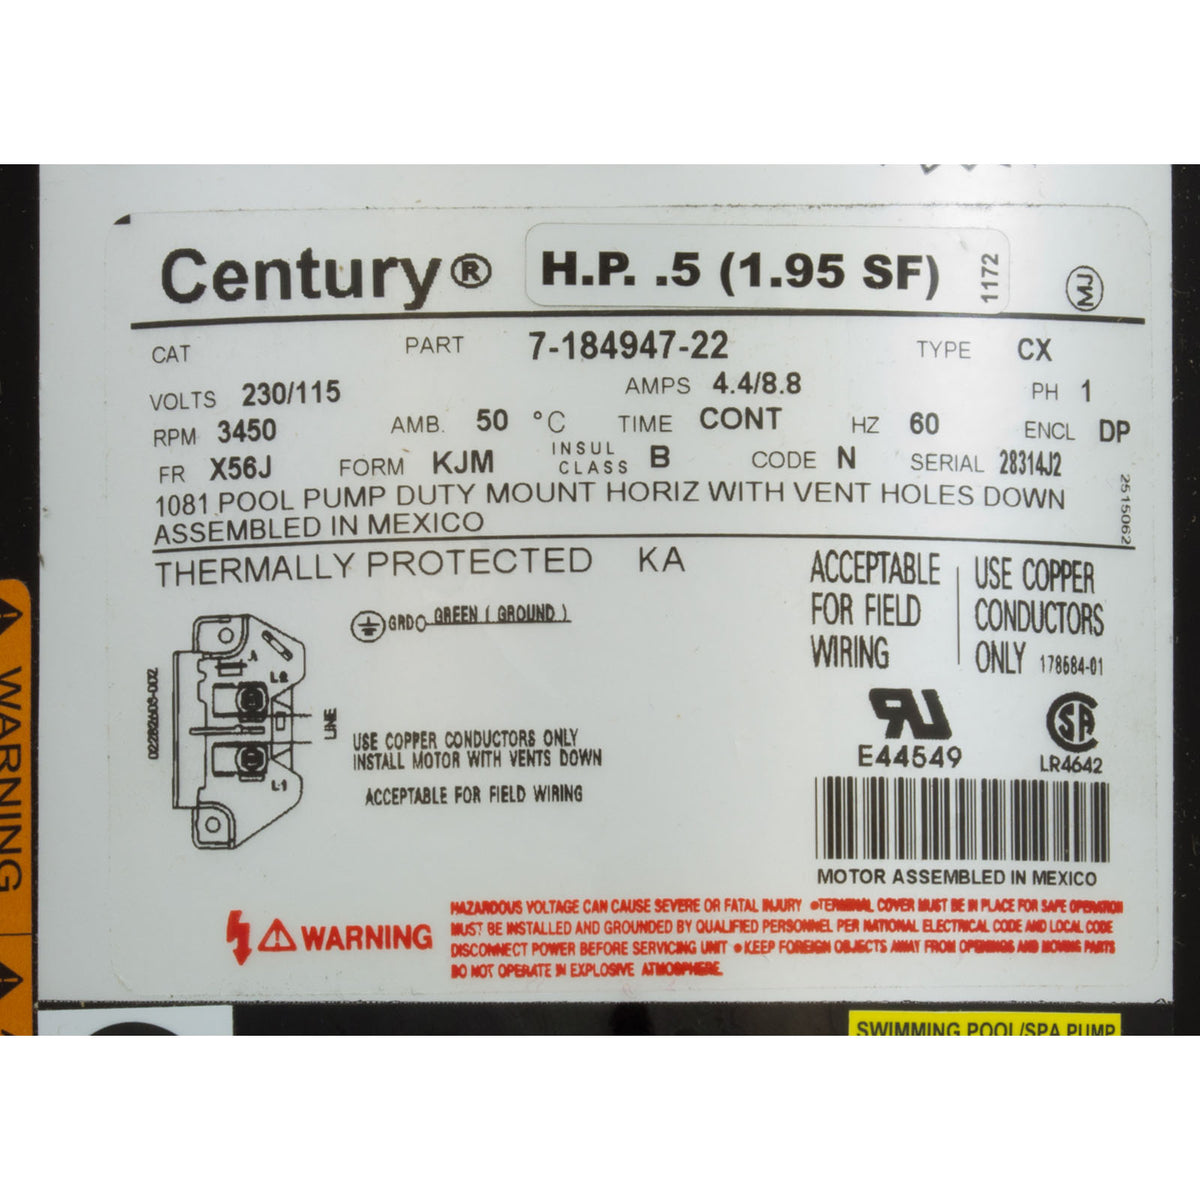 Century® H.P. .5 (1.95 SF) 1172 MJ
CAT PART 7-184947-22 TYPE CX
VOLTS 230/115 AMPS 4.4/8.8 PH 1
RPM 3450 AMB. 50 °C TIME CONT HZ 60 ENCL DP
FR X56J FORM KJM INSUL CLASS B CODE N SERIAL 28314J2
1081 POOL PUMP DUTY MOUNT HORIZ WITH VENT HOLES DOWN
ASSEMBLED IN MEXICO
2515062
THERMALLY PROTECTED KA
ACCEPTABLE
FOR FIELD
WIRING
USE COPPER
CONDUCTORS
ONLY 178684-01
GRD GREEN ( GROUND )
A
L2
LINE
L1
USE COPPER CONDUCTORS ONLY
INSTALL MOTOR WITH VENTS DOWN
ACCEPTABLE FOR FIELD WIRING
RU
E44549
SA
LR4642
MOTOR ASSEMBLED IN MEXICO
WARNING
HAZARDOUS VOLTAGE CAN CAUSE SEVERE OR FATAL INJURY •TERMINAL COVER MUST BE IN PLACE FOR SAFE OPERATION
MUST BE INSTALLED AND GROUNDED BY QUALIFIED PERSONNEL PER NATIONAL ELECTRICAL CODE AND LOCAL CODE
DISCONNECT POWER BEFORE SERVICING UNIT •KEEP FOREIGN OBJECTS AWAY FROM OPENINGS AND MOVING PARTS
DO NOT OPERATE IN EXPLOSIVE ATMOSPHERE.
WARNING
SWIMMING POOL/SPA PUMP